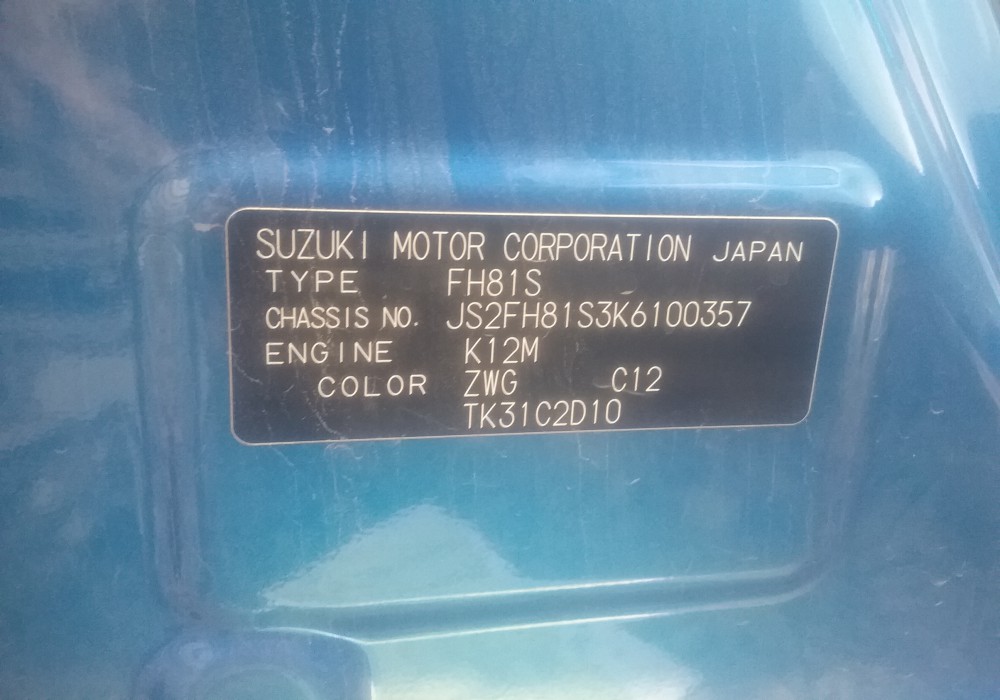 SUZUKI MOTOR CORPORATION JAPAN
TYPE FH81S
CHASSIS NO. JS2FH81S3K6100357
ENGINE K12M
COLOR ZWG C12
TK31C2D10